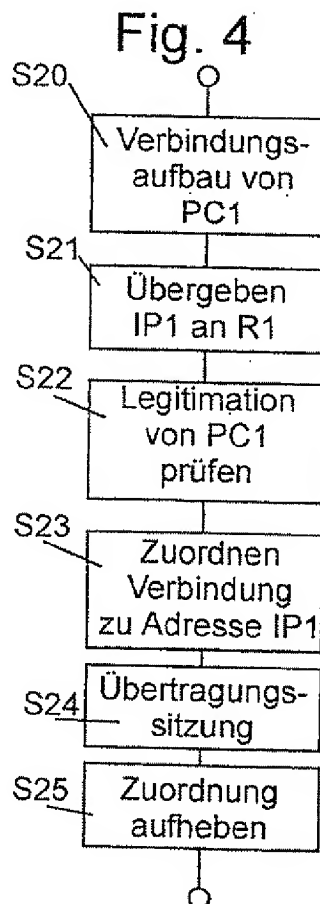 Fig. 4
S20
Verbindungs-
aufbau von
PC1
S21
Übergeben
IP1 an R1
S22
Legitimation
von PC1
prüfen
S23
Zuordnen
Verbindung
zu Adresse IP1
S24
Übertragungs-
sitzung
S25
Zuordnung
aufheben